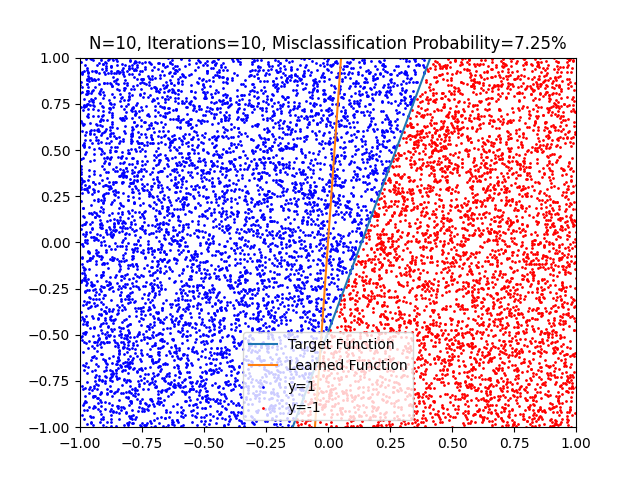 N=10, Iterations=10, Misclassification Probability=7.25%
1.00
0.75
0.50
0.25
0.00
−0.25
−0.50
−0.75
−1.00
Target Function
Learned Function
y=1
y=-1
−1.00 −0.75 −0.50 −0.25 0.00 0.25 0.50 0.75 1.00